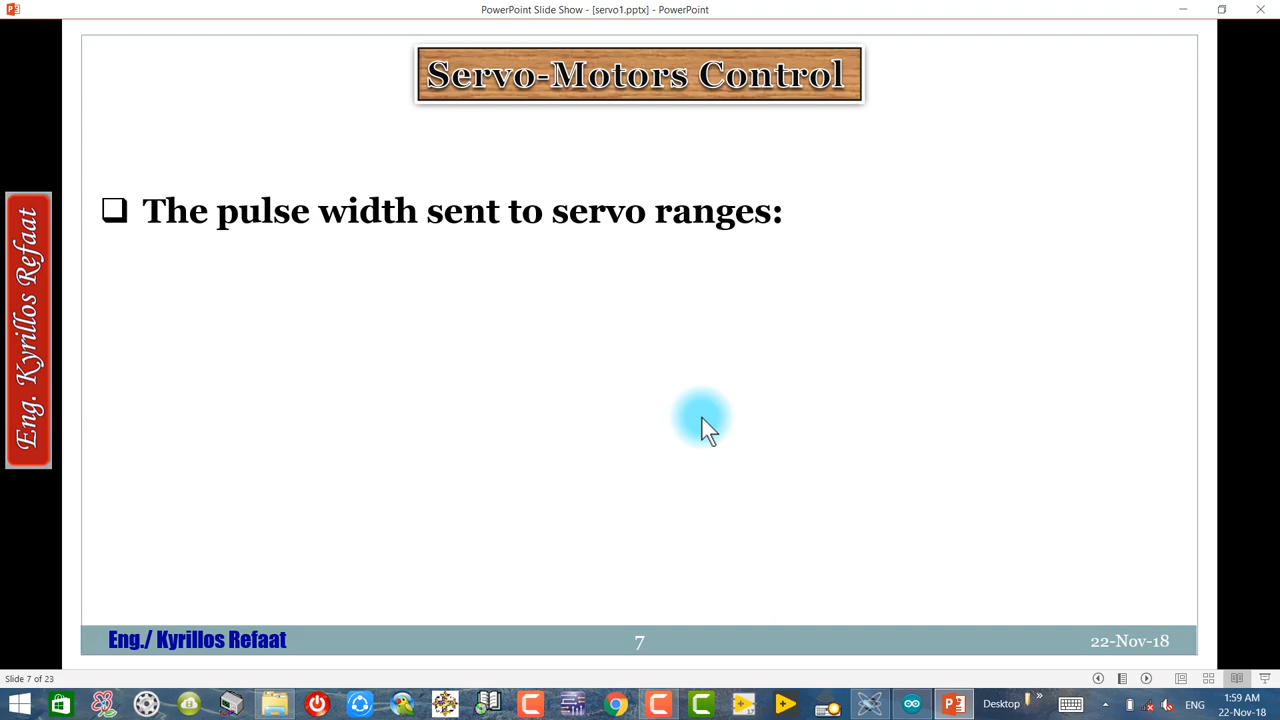 PowerPoint Slide Show - [servo1.pptx] - PowerPoint
Servo-Motors Control
Eng. Kyrillos Refaat
❑ The pulse width sent to servo ranges:
Eng./ Kyrillos Refaat
7
22-Nov-18
Slide 7 of 23
Desktop
ENG
1:59 AM
22-Nov-18